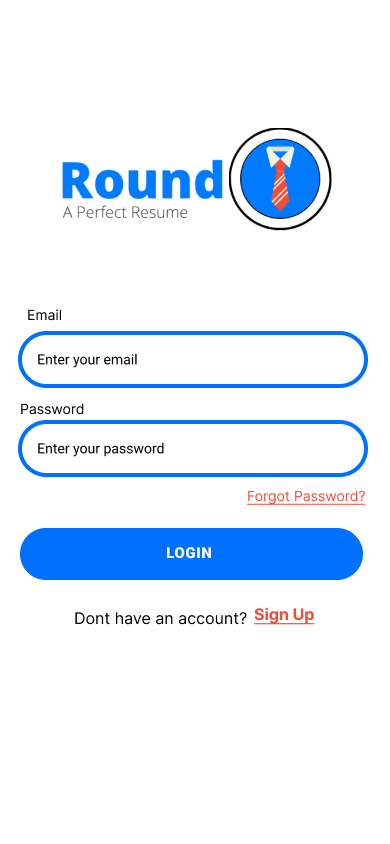 Round
A Perfect Resume
Email
Enter your email
Password
Enter your password
Forgot Password?
LOGIN
Dont have an account? Sign Up